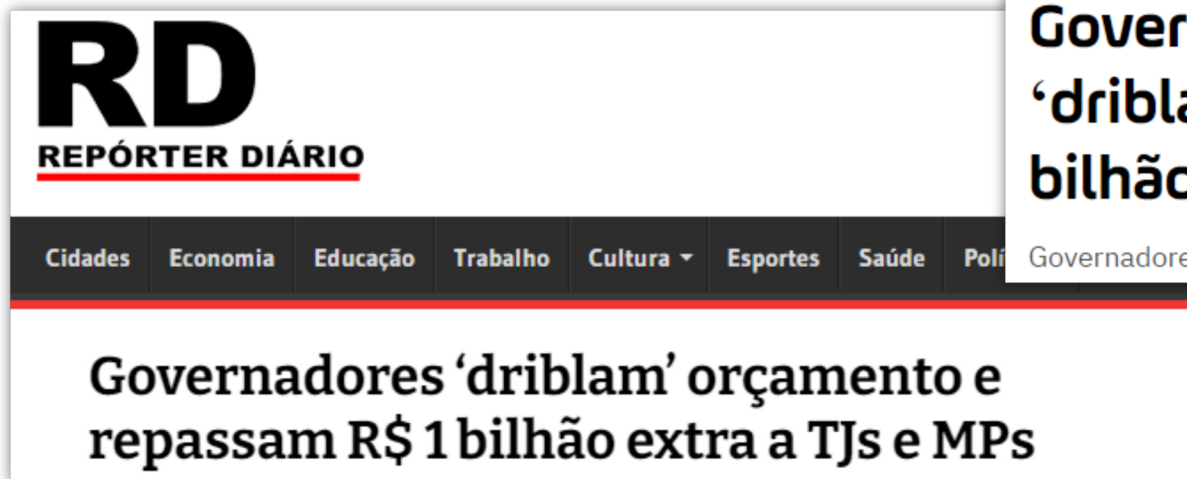 RD
REPÓRTER DIÁRIO
Cidades Economia Educação Trabalho Cultura Esportes Saúde
Governadores ‘driblam’ orçamento e
repassam R$ 1 bilhão extra a TJs e MPs
bilhão